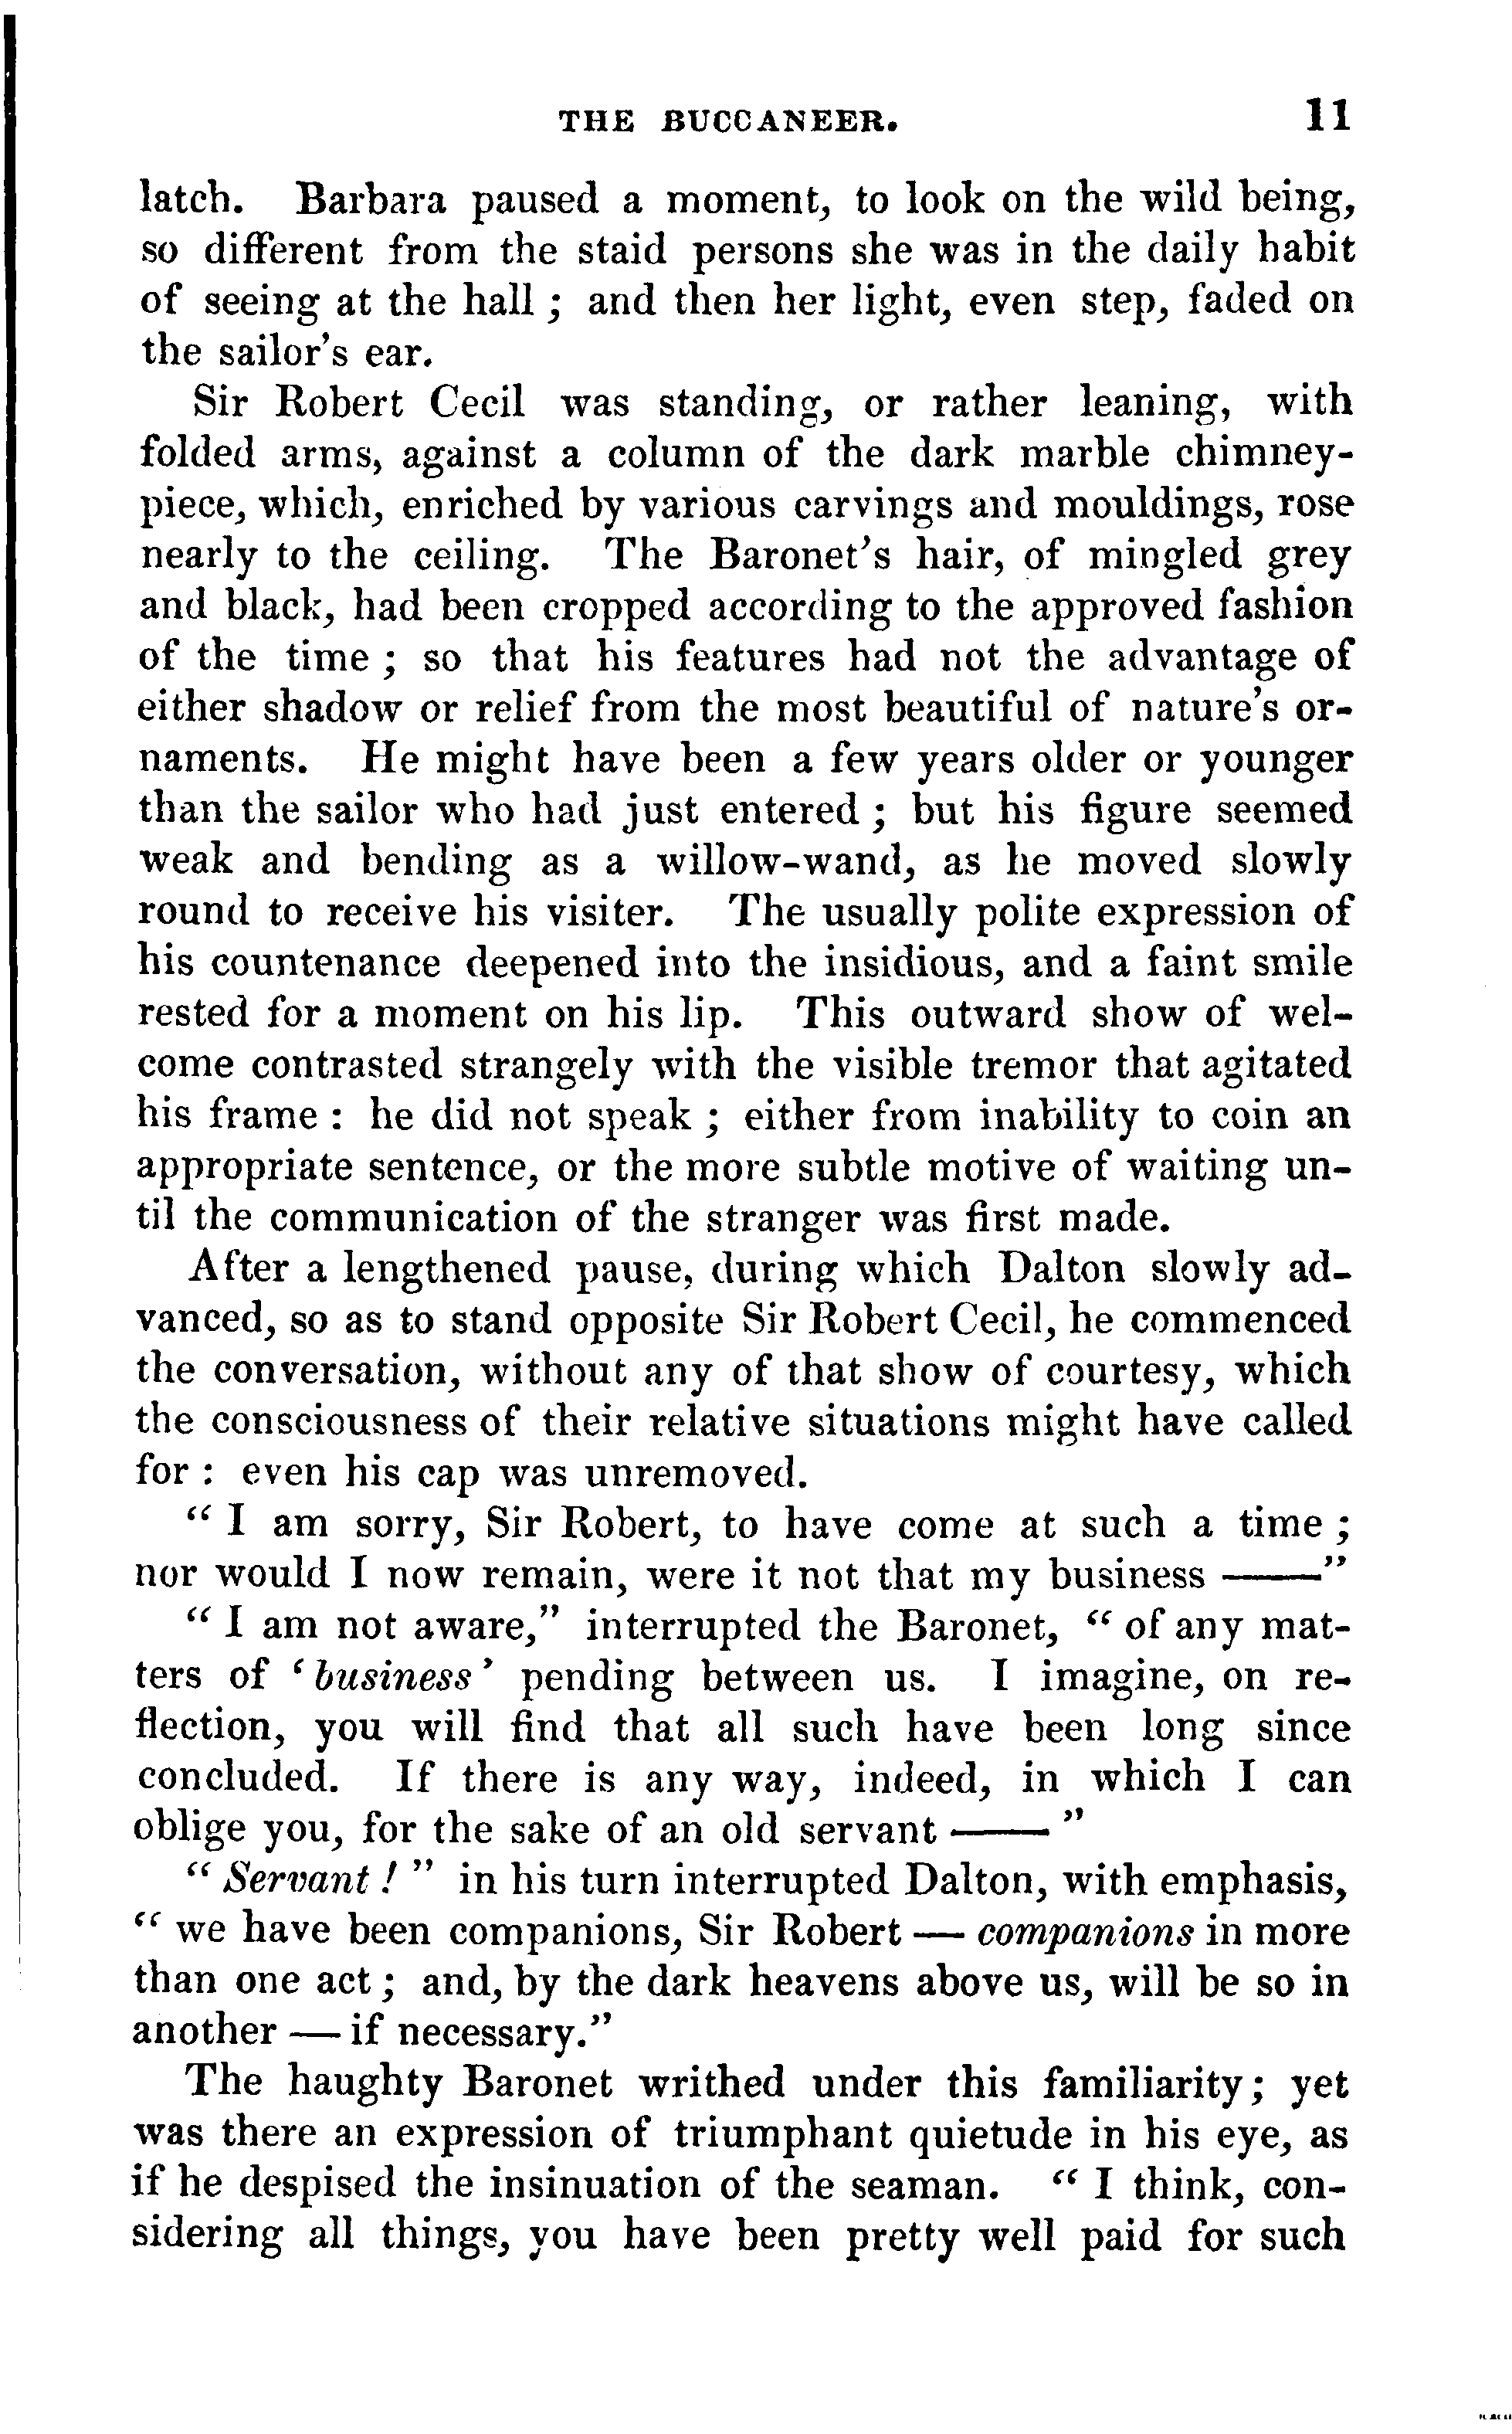 THE BUCCANEER. 11
latch. Barbara paused a moment, to look on the wild being,
so different from the staid persons she was in the daily habit
of seeing at the hall ; and then her light, even step, faded on
the sailor's ear.
Sir Robert Cecil was standing, or rather leaning, with
folded arms, against a column of the dark marble chimney-
piece, which, enriched by various carvings and mouldings, rose
nearly to the ceiling. The Baronet's hair, of mingled grey
and black, had been cropped according to the approved fashion
of the time ; so that his features had not the advantage of
either shadow or relief from the most beautiful of nature's or-
naments. He might have been a few years older or younger
than the sailor who had just entered ; but his figure seemed
weak and bending as a willow-wand, as he moved slowly
round to receive his visiter. The usually polite expression of
his countenance deepened into the insidious, and a faint smile
rested for a moment on his lip. This outward show of wel-
come contrasted strangely with the visible tremor that agitated
his frame : he did not speak ; either from inability to coin an
appropriate sentence, or the more subtle motive of waiting un-
til the communication of the stranger was first made.
After a lengthened pause, during which Dalton slowly ad-
vanced, so as to stand opposite Sir Robert Cecil, he commenced
the conversation, without any of that show of courtesy, which
the consciousness of their relative situations might have called
for : even his cap was unremoved.
“ I am sorry, Sir Robert, to have come at such a time ;
nor would I now remain, were it not that my business ——”
“ I am not aware,” interrupted the Baronet, “ of any mat-
ters of ‘ business ’ pending between us. I imagine, on re-
flection, you will find that all such have been long since
concluded. If there is any way, indeed, in which I can
oblige you, for the sake of an old servant —— ”
“ Servant ! ” in his turn interrupted Dalton, with emphasis,
“ we have been companions, Sir Robert — companions in more
than one act ; and, by the dark heavens above us, will be so in
another — if necessary.”
The haughty Baronet writhed under this familiarity ; yet
was there an expression of triumphant quietude in his eye, as
if he despised the insinuation of the seaman. “ I think, con-
sidering all things, you have been pretty well paid for such